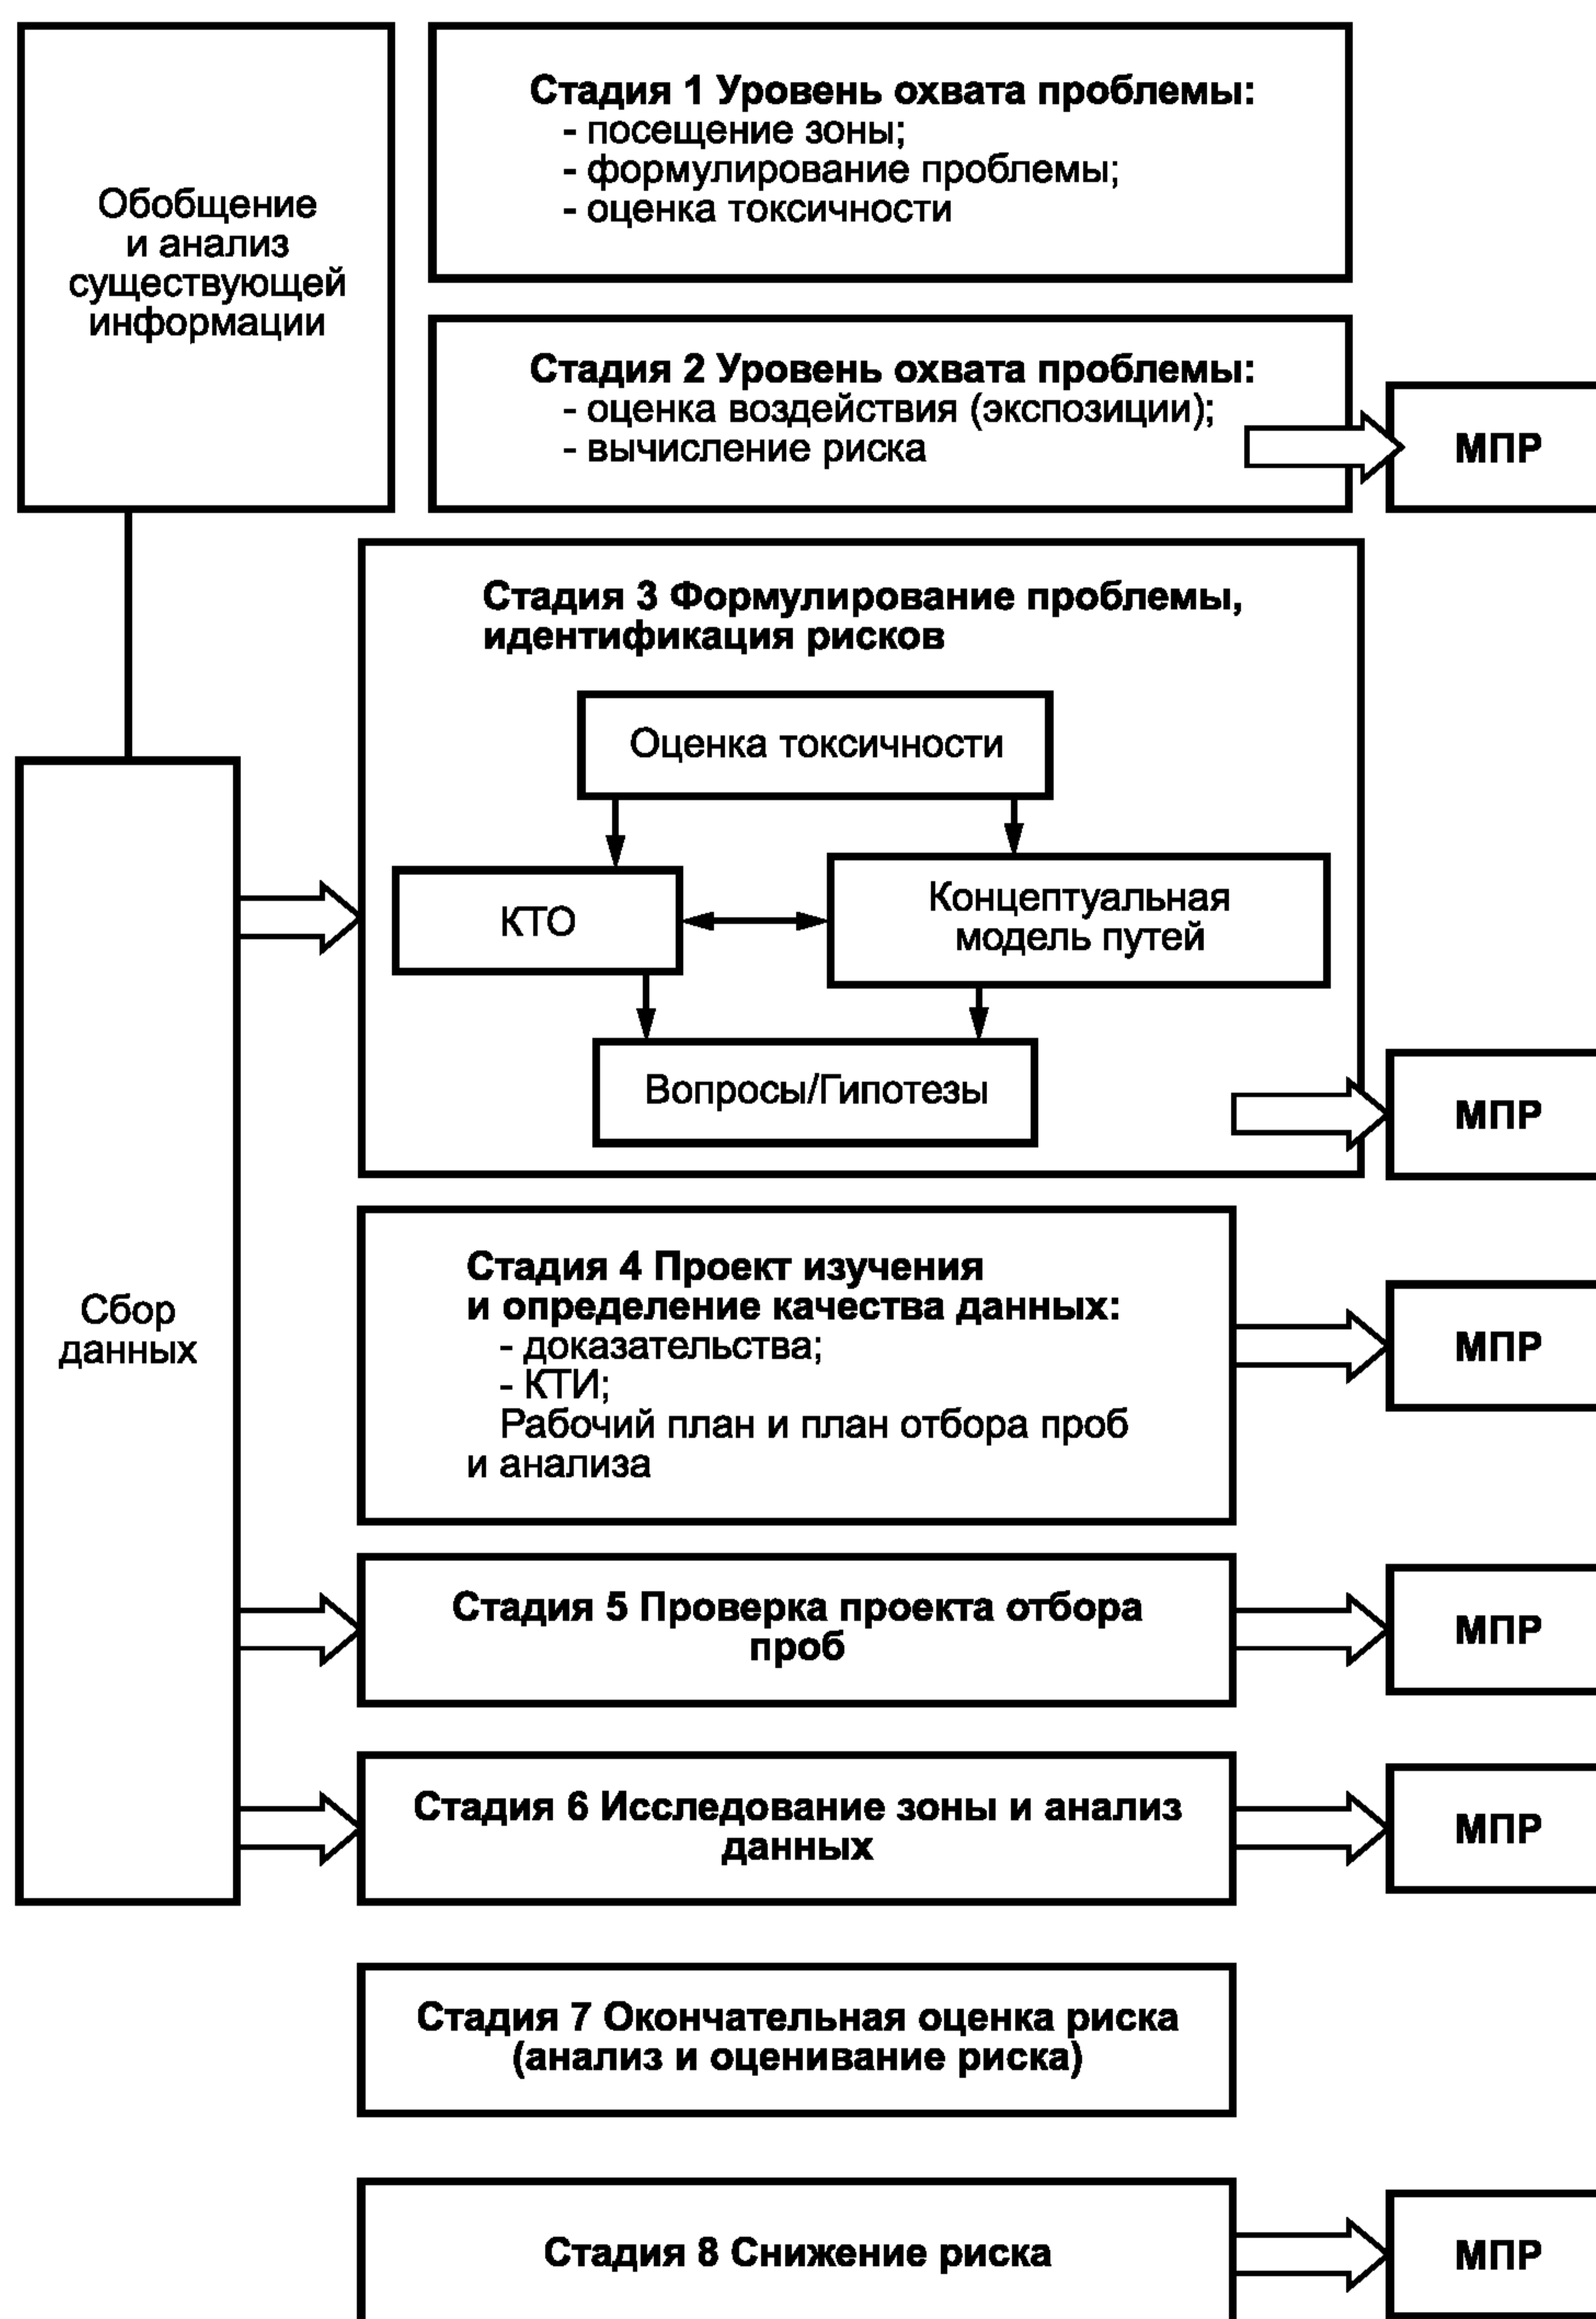 Обобщение
и анализ
существующей
информации
Стадия 1 Уровень охвата проблемы:
- посещение зоны;
- формулирование проблемы;
- оценка токсичности
Стадия 2 Уровень охвата проблемы:
- оценка воздействия (экспозиции);
- вычисление риска
МПР
Стадия 3 Формулирование проблемы,
идентификация рисков
Оценка токсичности
КТО
Концептуальная
модель путей
Вопросы/Гипотезы
МПР
Сбор
данных
Стадия 4 Проект изучения
и определение качества данных:
- доказательства;
- КТИ;
Рабочий план и план отбора проб
и анализа
МПР
Стадия 5 Проверка проекта отбора
проб
МПР
Стадия 6 Исследование зоны и анализ
данных
МПР
Стадия 7 Окончательная оценка риска
(анализ и оценивание риска)
Стадия 8 Снижение риска
МПР